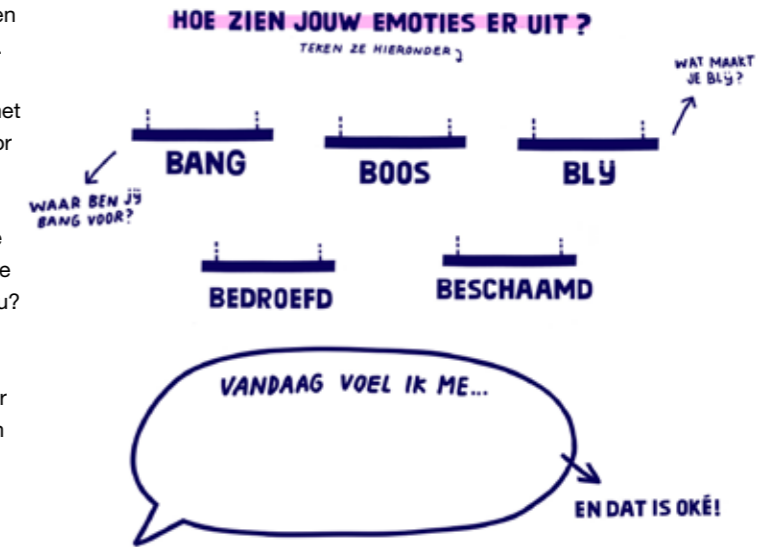 HOE ZIEN JOUW EMOTIES ER UIT?
TEKEN ZE HIERONDER
WAT MAAKT
JE BLIJ?
BANG
BOOS
BLIJ
WAAR BEN JIJ
BANG VOOR?
BEDROEFD
BESCHAAMD
VANDAAG VOEL IK ME...
EN DAT IS OKÉ!